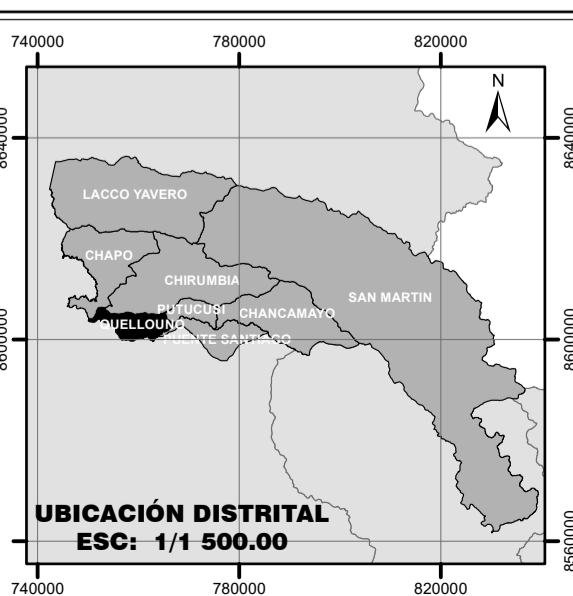 740000 780000 820000
N
8640000 8640000
LACCO YAVERO
CHAPO
CHIRUMBIA
SAN MARTIN
PUTUCUSI
CHANCAMAYO
QUELLOUNO
PUENTE SANTIAGO
8600000 8600000
UBICACIÓN DISTRITAL
ESC: 1/1 500.00
8560000
740000 780000 820000